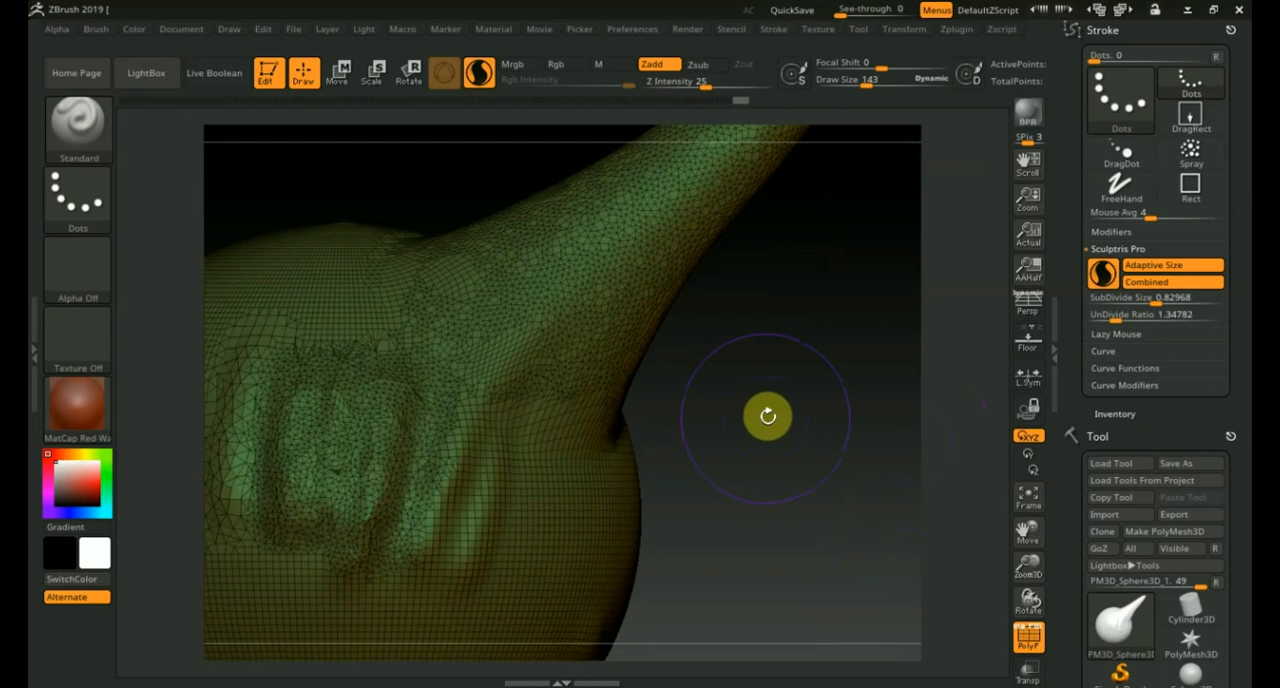 ZBrush 2019 [
AC QuickSave See-through 0 Menus DefaultZScript
Alpha Brush Color Document Draw Edit File Layer Light Macro Marker Material Movie Picker Preferences Render Stencil Stroke Texture Tool Transform Zplugin Zscript
Home Page LightBox Live Boolean Edit Draw Move Scale Rotate
Mrgb Rgb M Zadd Zsub Zcut
Rgb Intensity Z Intensity 25
S Focal Shift 0
Draw Size 143 Dynamic D
ActivePoints:
TotalPoints:
Standard
Dots
Alpha Off
Texture Off
MatCap Red Wa
Gradient
SwitchColor
Alternate
BPR
SPix 3
Scroll
Zoom
Actual
AAHalf
Dynamic
Persp
Floor
L.Sym
XYZ
Frame
Move
Zoom3D
Rotate
PolyF
Transp
Stroke
Dots. 0 R
Dots Dots
DragRect
DragDot Spray
FreeHand Rect
Mouse Avg 4
Modifiers
Sculptris Pro
Adaptive Size
Combined
SubDivide Size 0.82968
UnDivide Ratio 1.34782
Lazy Mouse
Curve
Curve Functions
Curve Modifiers
Inventory
Tool
Load Tool Save As
Load Tools From Project
Copy Tool Paste Tool
Import Export
Clone Make PolyMesh3D
GoZ All Visible R
Lightbox▶Tools
PM3D_Sphere3D_1. 49 R
PM3D_Sphere3D Cylinder3D
PolyMesh3D